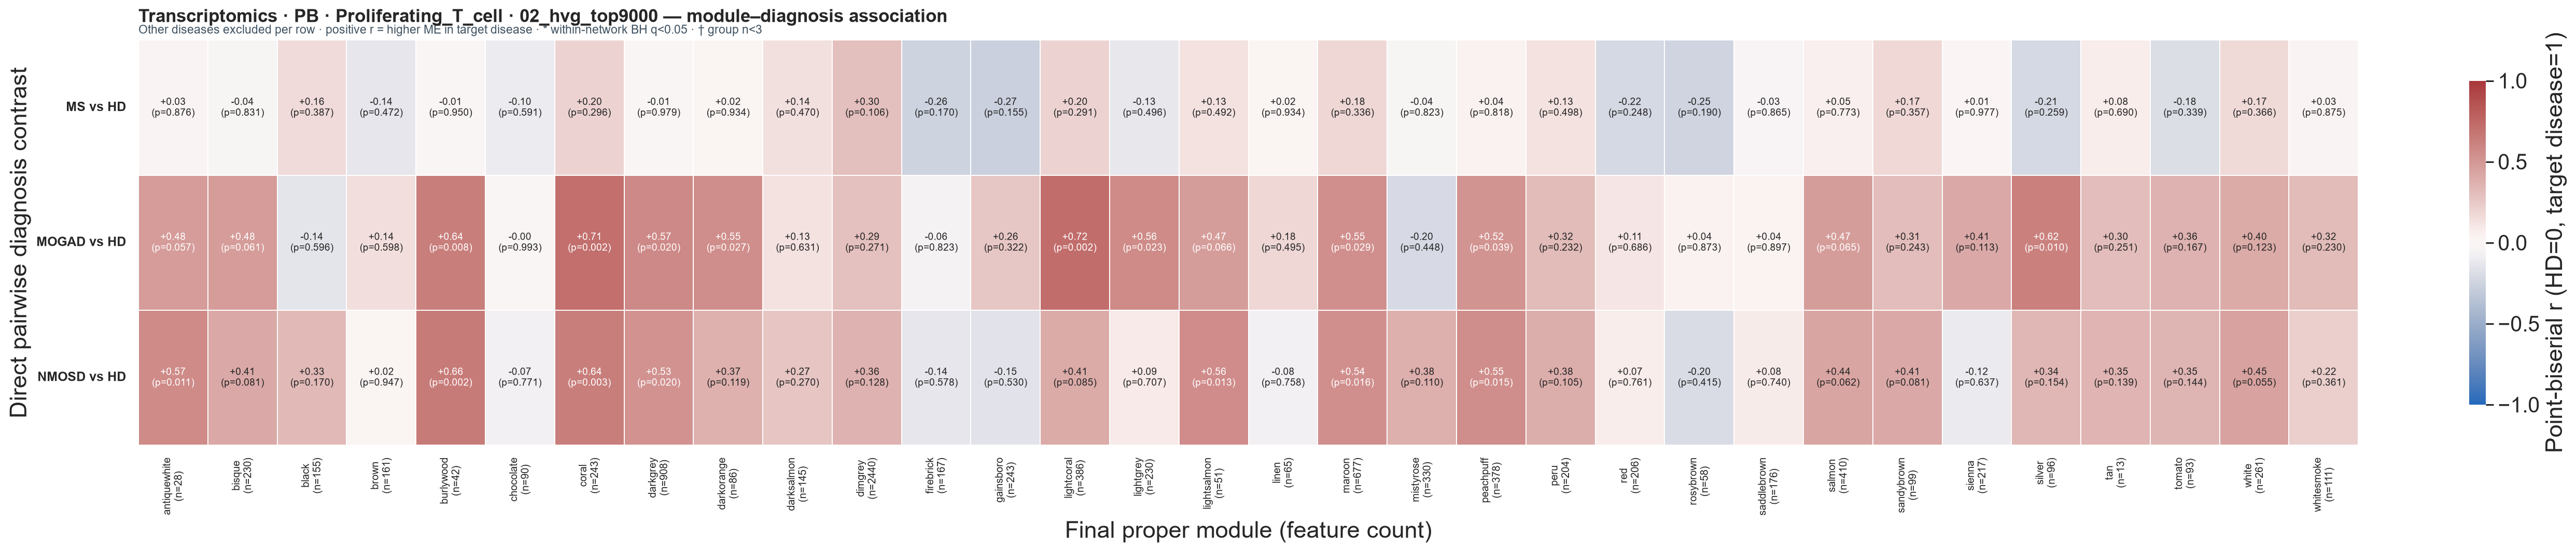 Transcriptomics · PB · Proliferating_T_cell · 02_hvg_top9000 — module–diagnosis association
Other diseases excluded per row · positive r = higher ME in target disease · * within-network BH q<0.05 · † group n<3
Direct pairwise diagnosis contrast
MS vs HD
+0.03 -0.04 +0.16 -0.14 -0.01 -0.10 +0.20 -0.01 +0.02 +0.14 +0.30 -0.26 -0.27 +0.20 -0.13 +0.13 +0.02 +0.18 -0.04 +0.04 +0.13 -0.22 -0.25 -0.03 +0.05 +0.17 +0.01 -0.21 +0.08 -0.18 +0.17 +0.03
(p=0.876) (p=0.831) (p=0.387) (p=0.472) (p=0.950) (p=0.591) (p=0.296) (p=0.979) (p=0.934) (p=0.470) (p=0.106) (p=0.170) (p=0.155) (p=0.291) (p=0.496) (p=0.492) (p=0.934) (p=0.336) (p=0.823) (p=0.818) (p=0.498) (p=0.248) (p=0.190) (p=0.865) (p=0.773) (p=0.357) (p=0.977) (p=0.259) (p=0.690) (p=0.339) (p=0.366) (p=0.875)
MOGAD vs HD
+0.48 +0.48 -0.14 +0.14 +0.64 -0.00 +0.71 +0.57 +0.55 +0.13 +0.29 -0.06 +0.26 +0.72 +0.56 +0.47 +0.18 +0.55 -0.20 +0.52 +0.32 +0.11 +0.04 +0.04 +0.47 +0.31 +0.41 +0.62 +0.30 +0.36 +0.40 +0.32
(p=0.057) (p=0.061) (p=0.596) (p=0.598) (p=0.008) (p=0.993) (p=0.002) (p=0.020) (p=0.027) (p=0.631) (p=0.271) (p=0.823) (p=0.322) (p=0.002) (p=0.023) (p=0.066) (p=0.495) (p=0.029) (p=0.448) (p=0.039) (p=0.232) (p=0.686) (p=0.873) (p=0.897) (p=0.065) (p=0.243) (p=0.113) (p=0.010) (p=0.251) (p=0.167) (p=0.123) (p=0.230)
NMOSD vs HD
+0.57 +0.41 +0.33 +0.02 +0.66 -0.07 +0.64 +0.53 +0.37 +0.27 +0.36 -0.14 -0.15 +0.41 +0.09 +0.56 -0.08 +0.54 +0.38 +0.55 +0.38 +0.07 -0.20 +0.08 +0.44 +0.41 -0.12 +0.34 +0.35 +0.35 +0.45 +0.22
(p=0.011) (p=0.081) (p=0.170) (p=0.947) (p=0.002) (p=0.771) (p=0.003) (p=0.020) (p=0.119) (p=0.270) (p=0.128) (p=0.578) (p=0.530) (p=0.085) (p=0.707) (p=0.013) (p=0.758) (p=0.016) (p=0.110) (p=0.015) (p=0.105) (p=0.761) (p=0.415) (p=0.740) (p=0.062) (p=0.081) (p=0.637) (p=0.154) (p=0.139) (p=0.144) (p=0.055) (p=0.361)
antiquewhite
(n=28)
bisque
(n=230)
black
(n=155)
brown
(n=161)
burlywood
(n=42)
chocolate
(n=90)
coral
(n=243)
darkgrey
(n=908)
darkorange
(n=86)
darksalmon
(n=145)
dimgrey
(n=2440)
firebrick
(n=167)
gainsboro
(n=243)
lightcoral
(n=386)
lightgrey
(n=230)
lightsalmon
(n=51)
linen
(n=65)
maroon
(n=677)
mistyrose
(n=330)
peachpuff
(n=378)
peru
(n=204)
red
(n=206)
rosybrown
(n=58)
saddlebrown
(n=176)
salmon
(n=410)
sandybrown
(n=99)
sienna
(n=217)
silver
(n=96)
tan
(n=13)
tomato
(n=93)
white
(n=261)
whitesmoke
(n=111)
Final proper module (feature count)
1.0
0.5
0.0
−0.5
−1.0
Point-biserial r (HD=0, target disease=1)